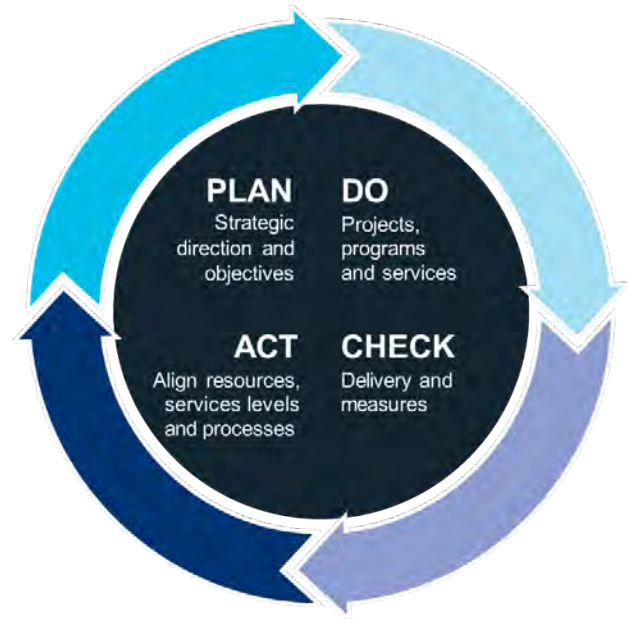 PLAN
Strategic
direction and
objectives
DO
Projects,
programs
and services
ACT
Align resources,
services levels
and processes
CHECK
Delivery and
measures